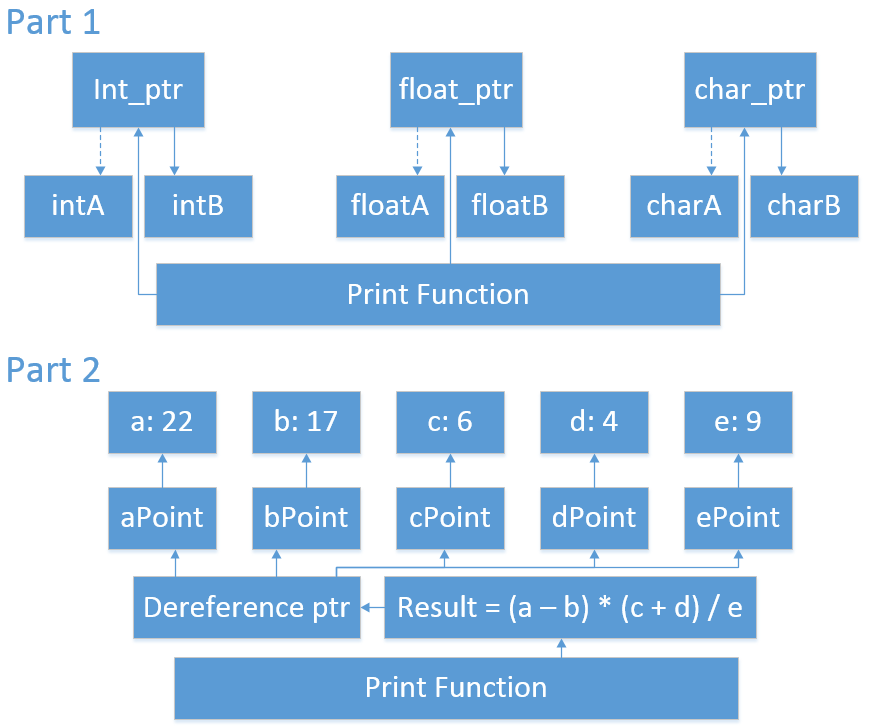 Part 1
Int_ptr
float_ptr
char_ptr
intA
intB
floatA
floatB
charA
charB
Print Function
Part 2
a: 22
b: 17
c: 6
d: 4
e: 9
aPoint
bPoint
cPoint
dPoint
ePoint
Dereference ptr
Result = (a – b) * (c + d) / e
Print Function